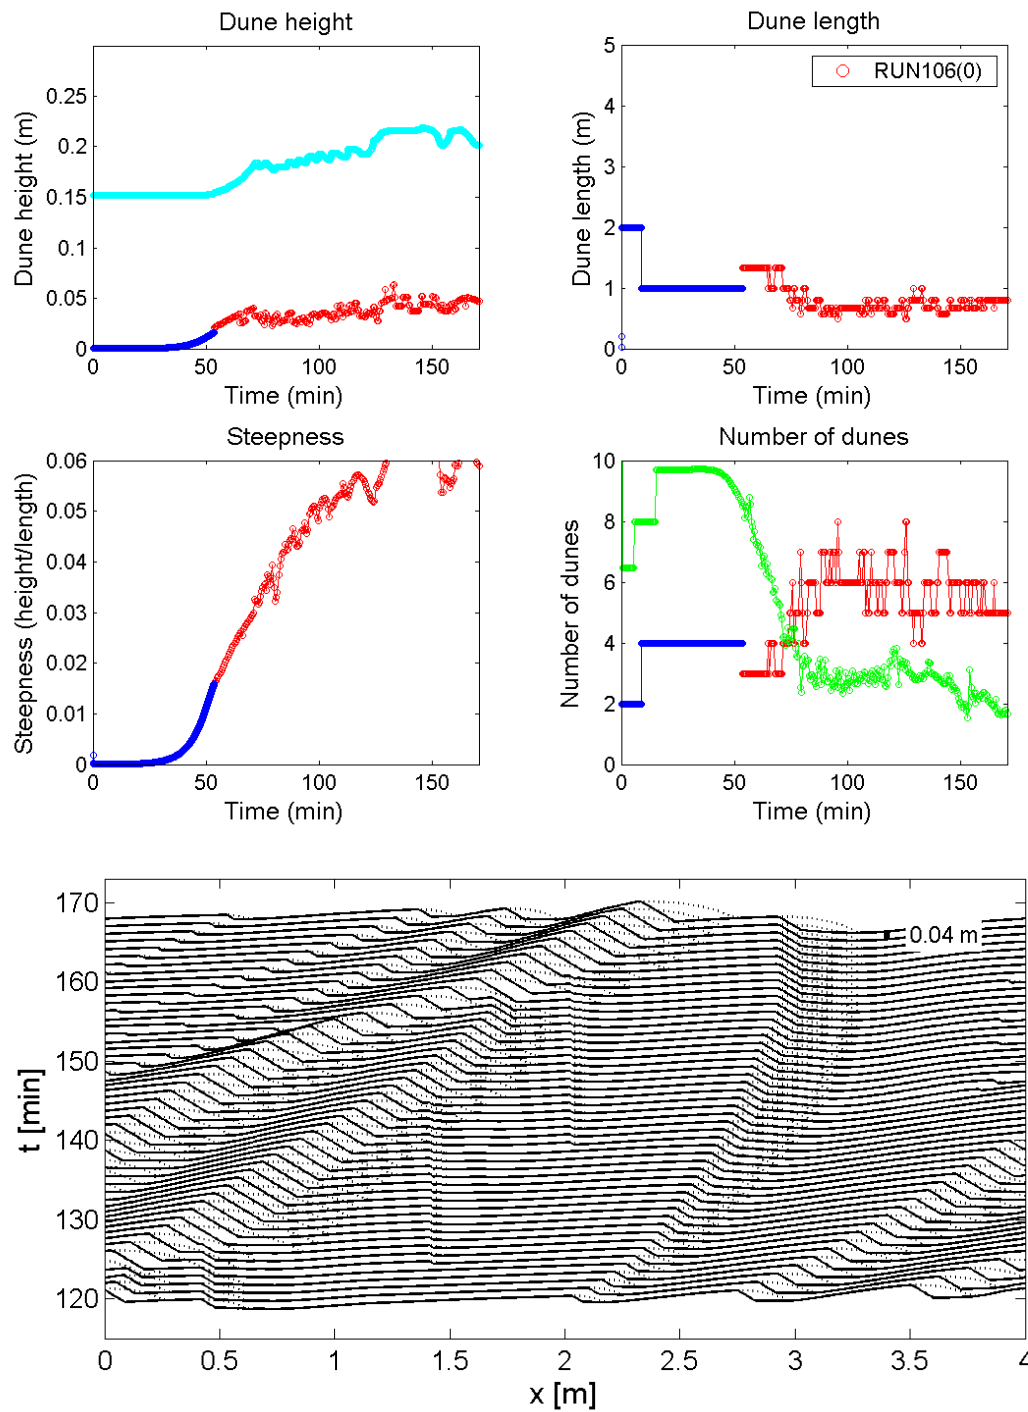 Dune height
Dune length
Dune height (m)
0.25
0.2
0.15
0.1
0.05
0
0 50 100 150
Time (min)
Dune length (m)
5
4
3
2
1
0
RUN106(0)
0 50 100 150
Time (min)
Steepness
Number of dunes
Steepness (height/length)
0.06
0.05
0.04
0.03
0.02
0.01
0
0 50 100 150
Time (min)
Number of dunes
10
8
6
4
2
0
0 50 100 150
Time (min)
t [min]
170
160
150
140
130
120
0.04 m
0 0.5 1 1.5 2 2.5 3 3.5 4
x [m]